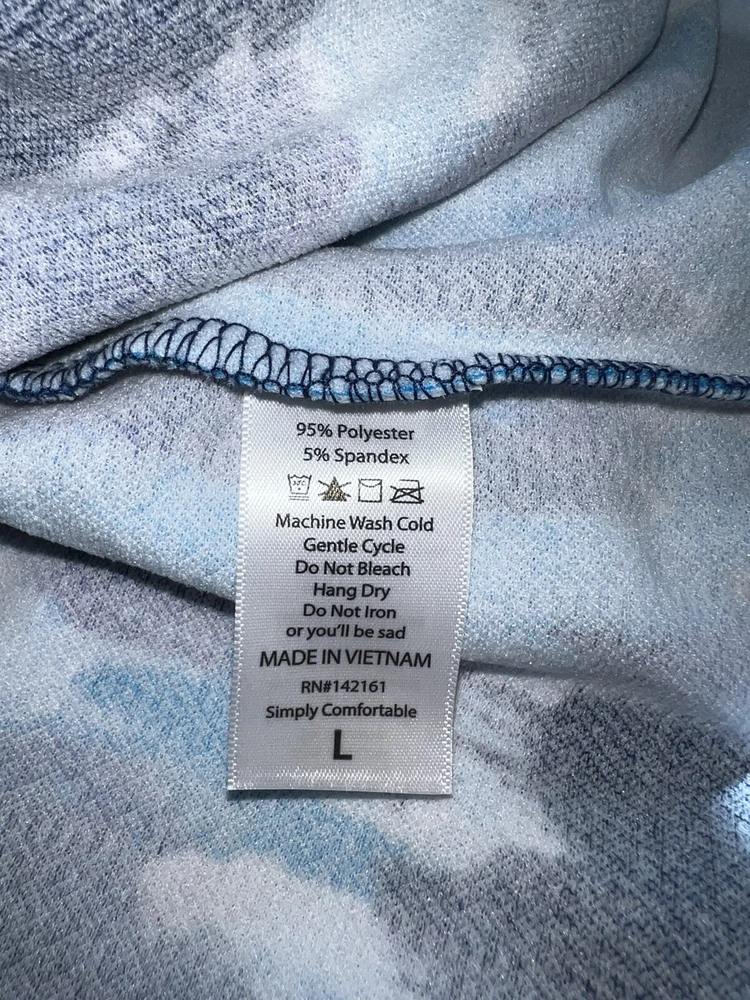 95% Polyester
5% Spandex
30°C
Machine Wash Cold
Gentle Cycle
Do Not Bleach
Hang Dry
Do Not Iron
or you'll be sad
MADE IN VIETNAM
RN#142161
Simply Comfortable
L